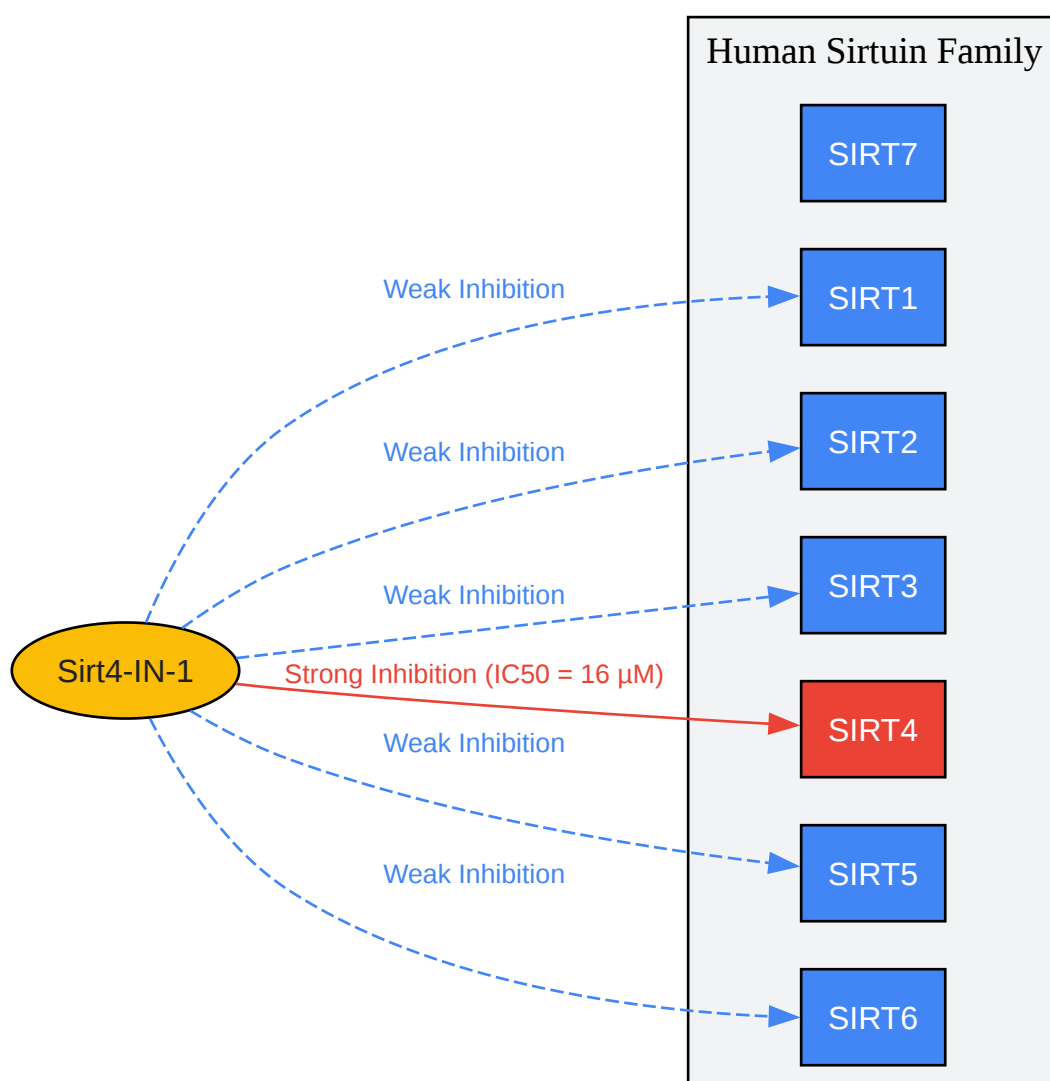 Human Sirtuin Family
SIRT7
Weak Inhibition
SIRT1
Weak Inhibition
SIRT2
Weak Inhibition
SIRT3
Sirt4-IN-1
Strong Inhibition (IC50 = 16 µM)
SIRT4
Weak Inhibition
SIRT5
Weak Inhibition
SIRT6